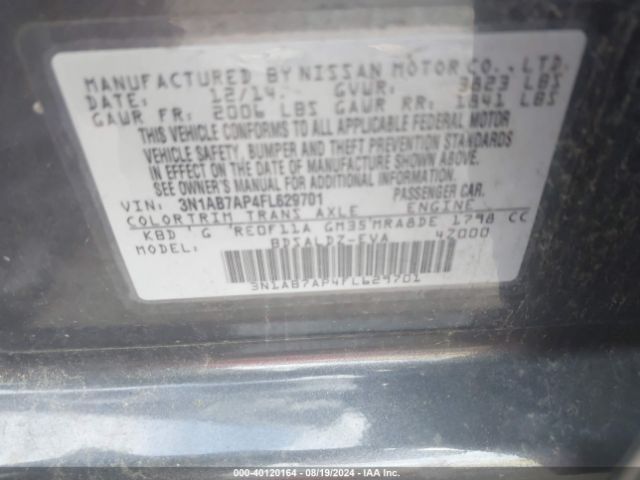 MANUFACTURED BY NISSAN MOTOR CO., LTD.
DATE: 12/14 GVWR: 3823 LBS
GAWR FR: 2006 LBS GAWR RR: 1841 LBS
THIS VEHICLE CONFORMS TO ALL APPLICABLE FEDERAL MOTOR
VEHICLE SAFETY, BUMPER AND THEFT PREVENTION STANDARDS
IN EFFECT ON THE DATE OF MANUFACTURE SHOWN ABOVE.
SEE OWNER'S MANUAL FOR ADDITIONAL INFORMATION
VIN: 3N1AB7AP4FL629701 PASSENGER CAR
COLOR TRIM TRANS AXLE ENGINE
KBD G RE0F11A GM35 MRA8DE 1798 CC
MODEL: BDSALDZ-EVA 42000
3N1AB7AP4FL629701
000-40120164 08/19/2024 IAA Inc.